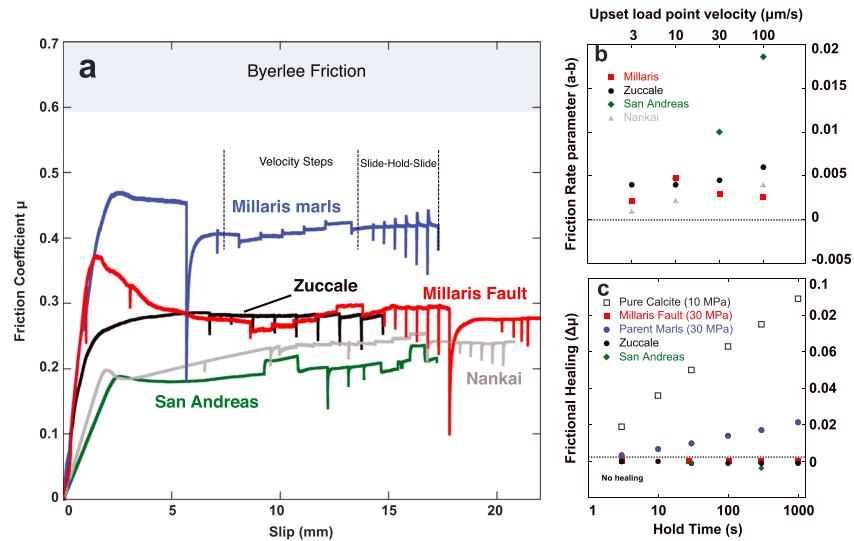 a
Byerlee Friction
Velocity Steps
Slide-Hold-Slide
Millaris marls
Zuccale
Millaris Fault
Nankai
San Andreas
Friction Coefficient μ
0.7
0.6
0.5
0.4
0.3
0.2
0.1
0
0
5
10
15
20
Slip (mm)
Upset load point velocity (μm/s)
3
10
30
100
b
Millaris
Zuccale
San Andreas
Nankai
0.02
0.015
0.01
0.005
0
-0.005
Friction Rate parameter (a-b)
c
Pure Calcite (10 MPa)
Millaris Fault (30 MPa)
Parent Marls (30 MPa)
Zuccale
San Andreas
No healing
0.1
0.08
0.06
0.04
0.02
0
Frictional Healing (Δμ)
1
10
100
1000
Hold Time (s)